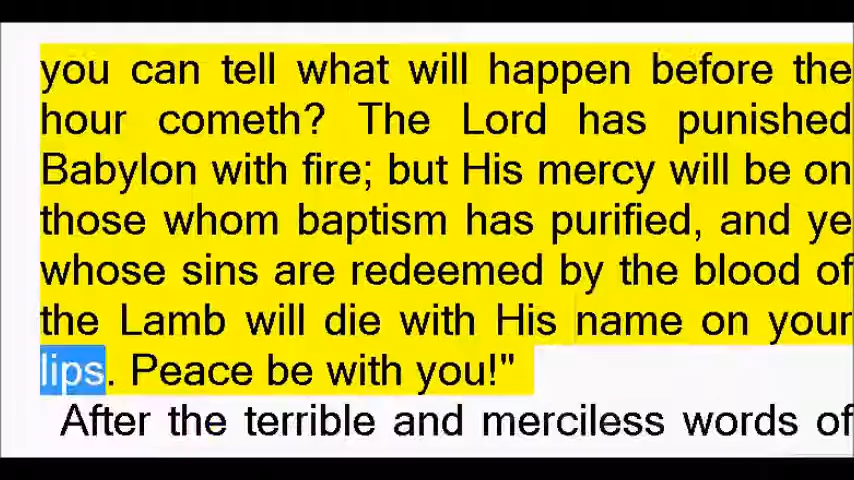 you can tell what will happen before the
hour cometh? The Lord has punished
Babylon with fire; but His mercy will be on
those whom baptism has purified, and ye
whose sins are redeemed by the blood of
the Lamb will die with His name on your
lips. Peace be with you!"
After the terrible and merciless words of